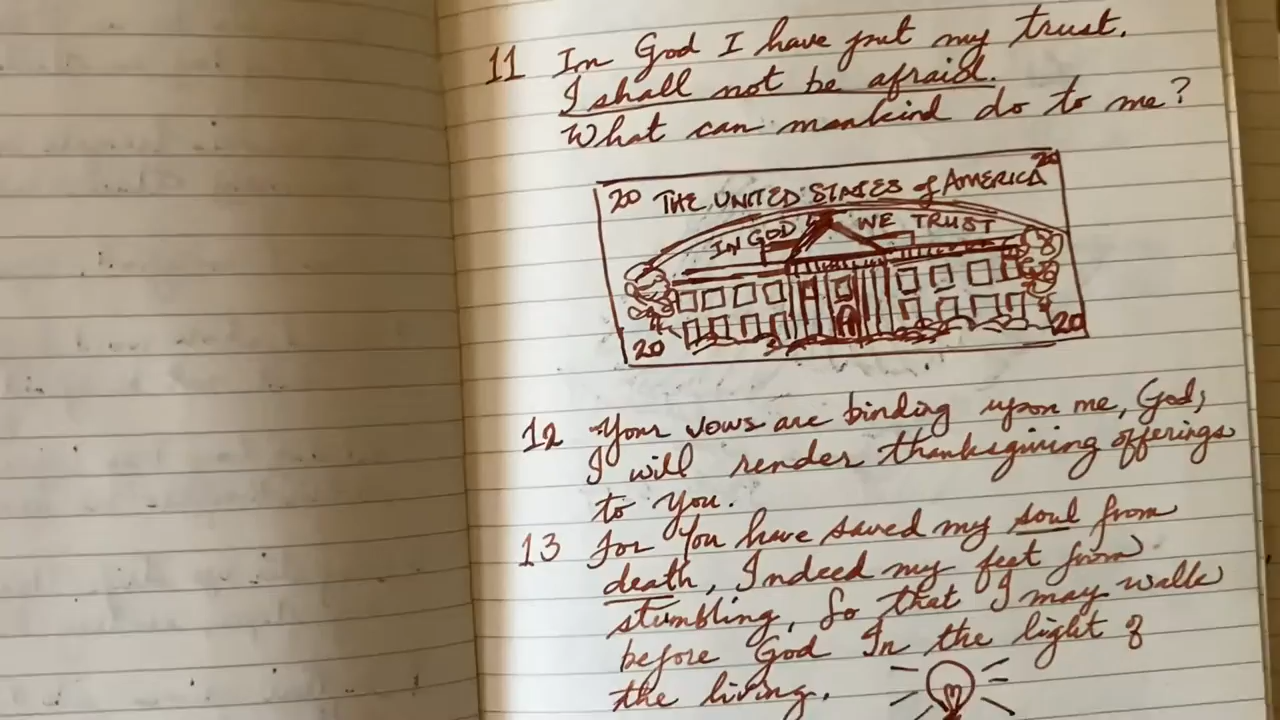 11 In God I have put my trust.
I shall not be afraid.
What can mankind do to me?
20 THE UNITED STATES of AMERICA 20
IN GOD WE TRUST
20 20
12 Your vows are binding upon me, God;
I will render thanksgiving offerings
to You.
13 For You have saved my soul from
death, Indeed my feet from
stumbling, So that I may walk
before God In the light of
the living.